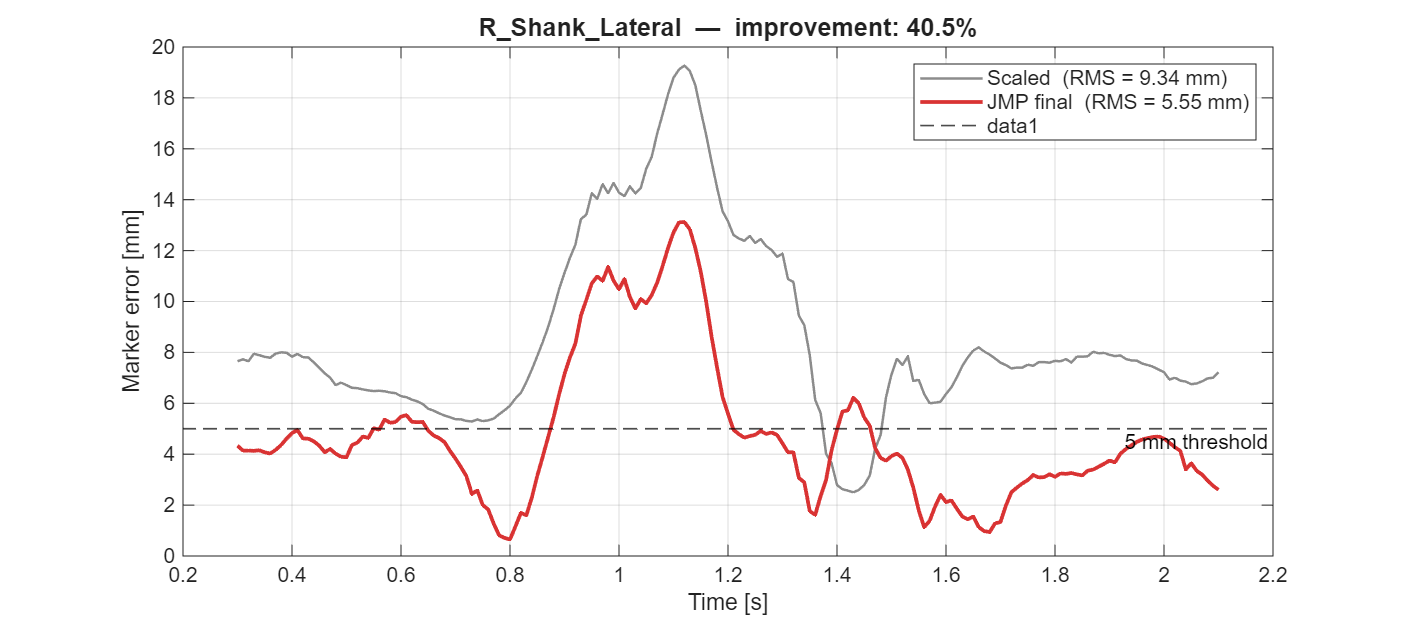 R_Shank_Lateral — improvement: 40.5%
20
18
16
14
12
10
8
6
4
2
0
Marker error [mm]
Scaled (RMS = 9.34 mm)
JMP final (RMS = 5.55 mm)
data1
5 mm threshold
0.2 0.4 0.6 0.8 1 1.2 1.4 1.6 1.8 2 2.2
Time [s]